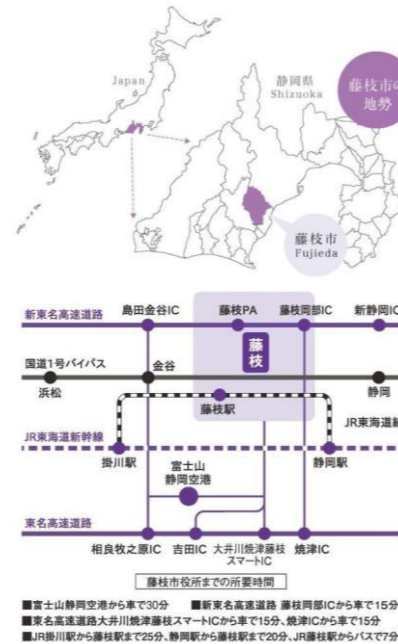 Japan
静岡県
Shizuoka
藤枝市の
地勢
藤枝市
Fujieda
島田金谷IC
藤枝PA
藤枝岡部IC
新静岡IC
新東名高速道路
藤枝
国道1号バイパス
金谷
浜松
静岡
藤枝駅
JR東海道線
JR東海道新幹線
掛川駅
静岡駅
富士山
静岡空港
東名高速道路
相良牧之原IC
吉田IC
大井川焼津藤枝
スマートIC
焼津IC
藤枝市役所までの所要時間
■富士山静岡空港から車で30分 ■新東名高速道路 藤枝岡部ICから車で15分
■東名高速道路大井川焼津藤枝スマートICから車で15分、焼津ICから車で15分
■JR掛川駅から藤枝駅まで25分、静岡駅から藤枝駅まで20分、JR藤枝駅からバスで7分